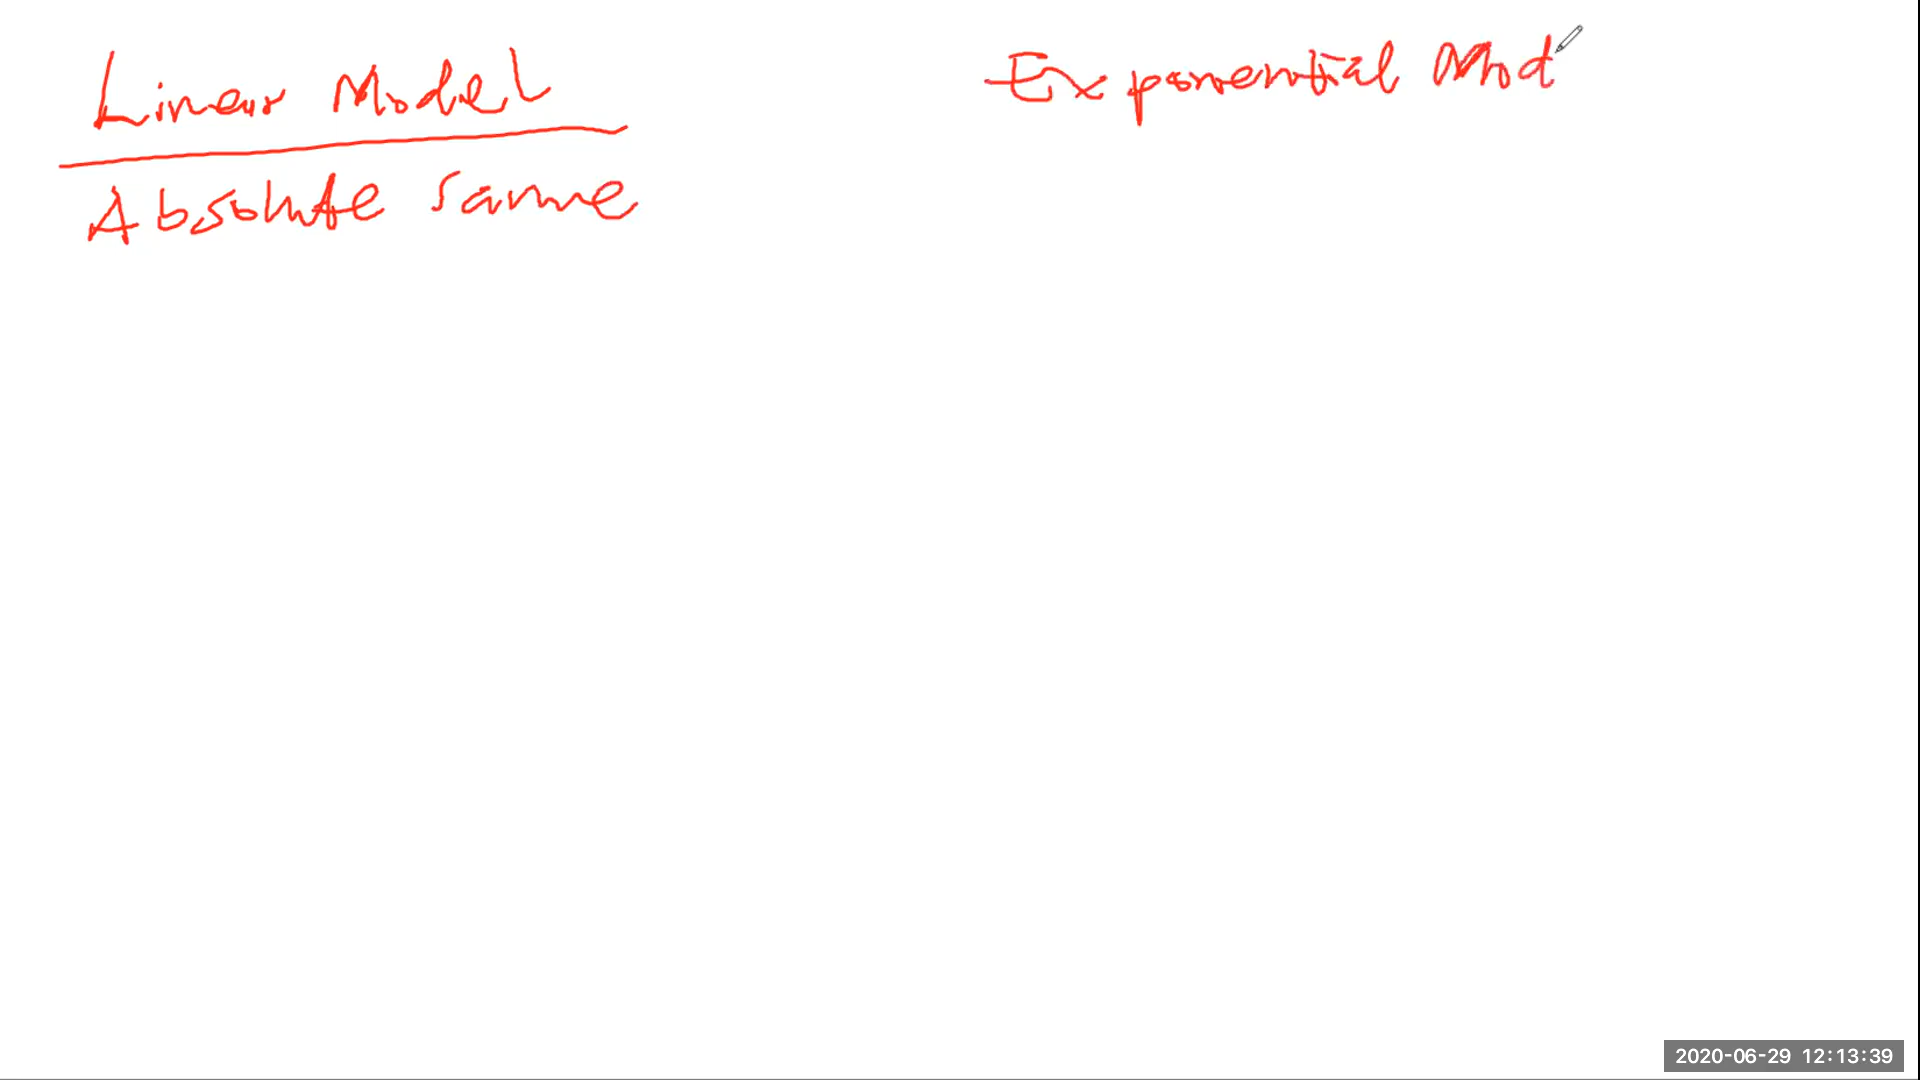 Linear Model
Absolute same
Exponential Mod
2020-06-29 12:13:39